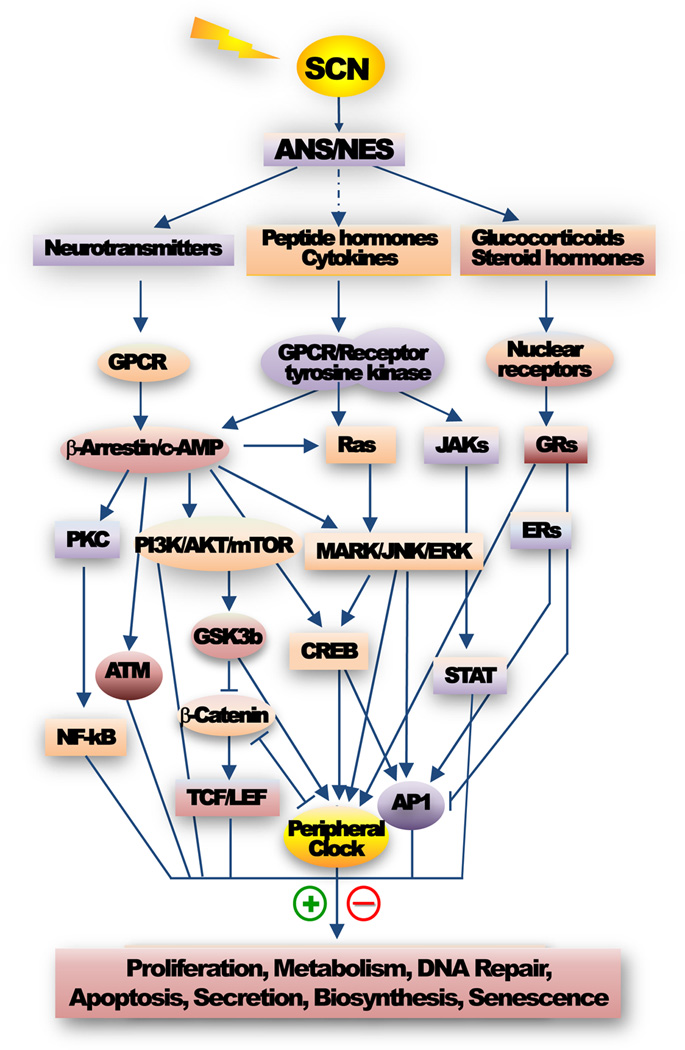 SCN
ANS/NES
Neurotransmitters
Peptide hormones
Cytokines
Glucocorticoids
Steroid hormones
GPCR
GPCR/Receptor
tyrosine kinase
Nuclear
receptors
β-Arrestin/c-AMP
Ras
JAKs
GRs
PKC
PI3K/AKT/mTOR
MARK/JNK/ERK
ERs
GSK3b
CREB
ATM
STAT
β-Catenin
NF-kB
TCF/LEF
AP1
Peripheral
Clock
+
−
Proliferation, Metabolism, DNA Repair,
Apoptosis, Secretion, Biosynthesis, Senescence